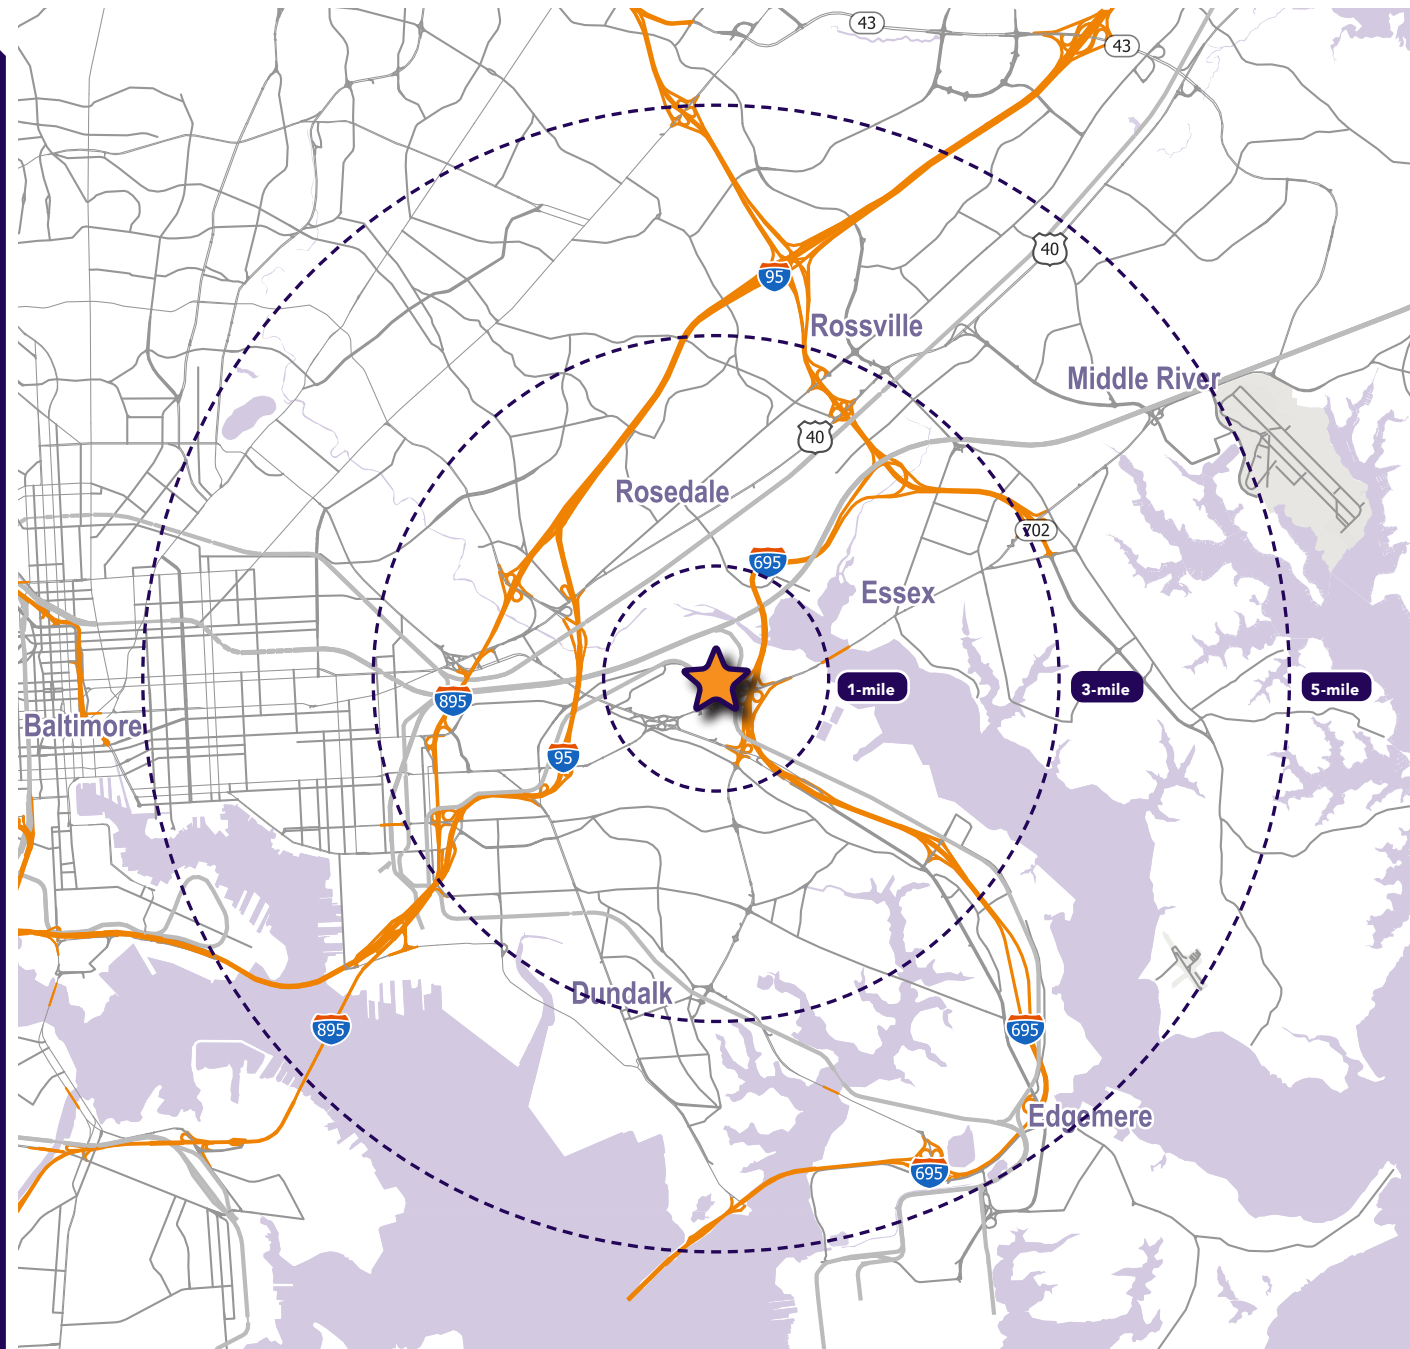 43
43
40
95
Rossville
Middle River
40
Rosedale
702
695
Essex
1-mile
3-mile
5-mile
895
Baltimore
95
Dundalk
895
695
Edgemere
695